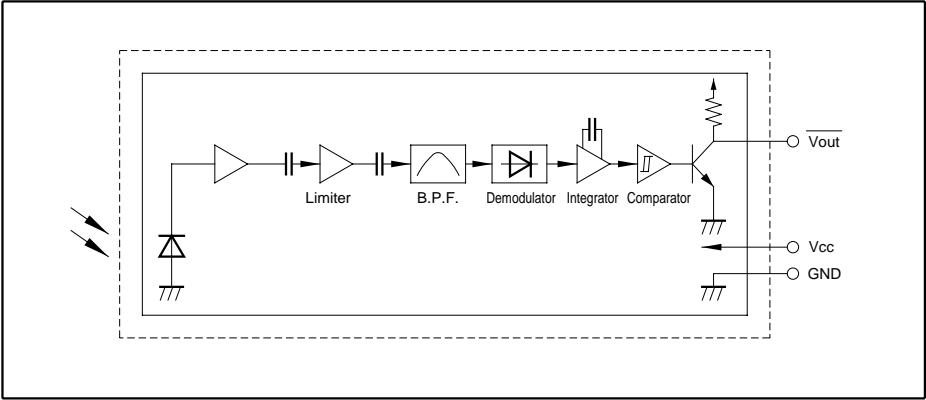 Vout
Limiter
B.P.F.
Demodulator
Integrator
Comparator
Vcc
GND